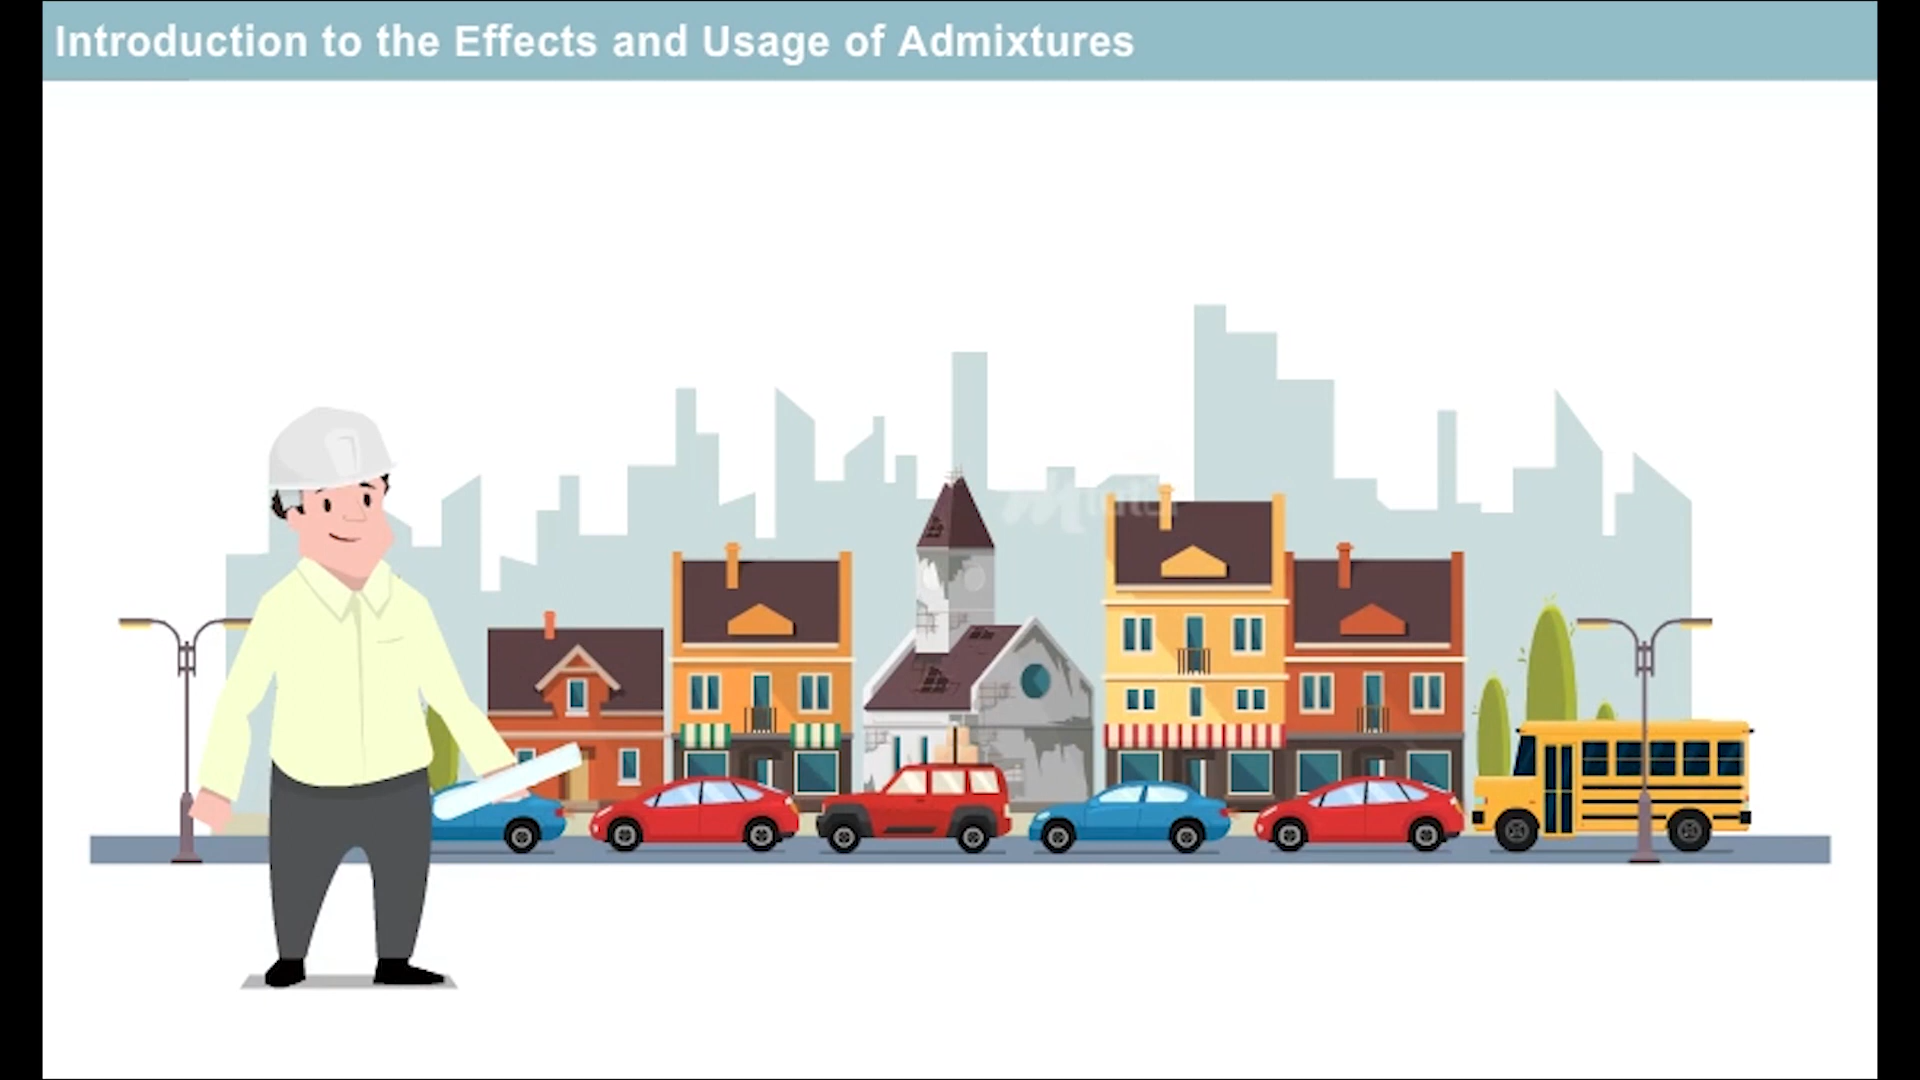 Introduction to the Effects and Usage of Admixtures